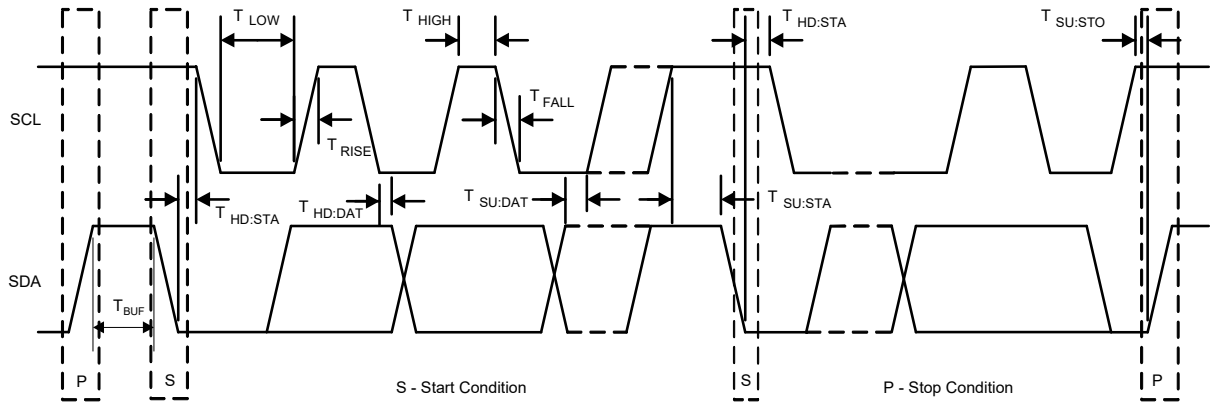 T LOW
T HIGH
T HD:STA
T SU:STO
SCL
T FALL
T RISE
T HD:STA
T HD:DAT
T SU:DAT
T SU:STA
SDA
T BUF
P
S
S - Start Condition
S
P - Stop Condition
P